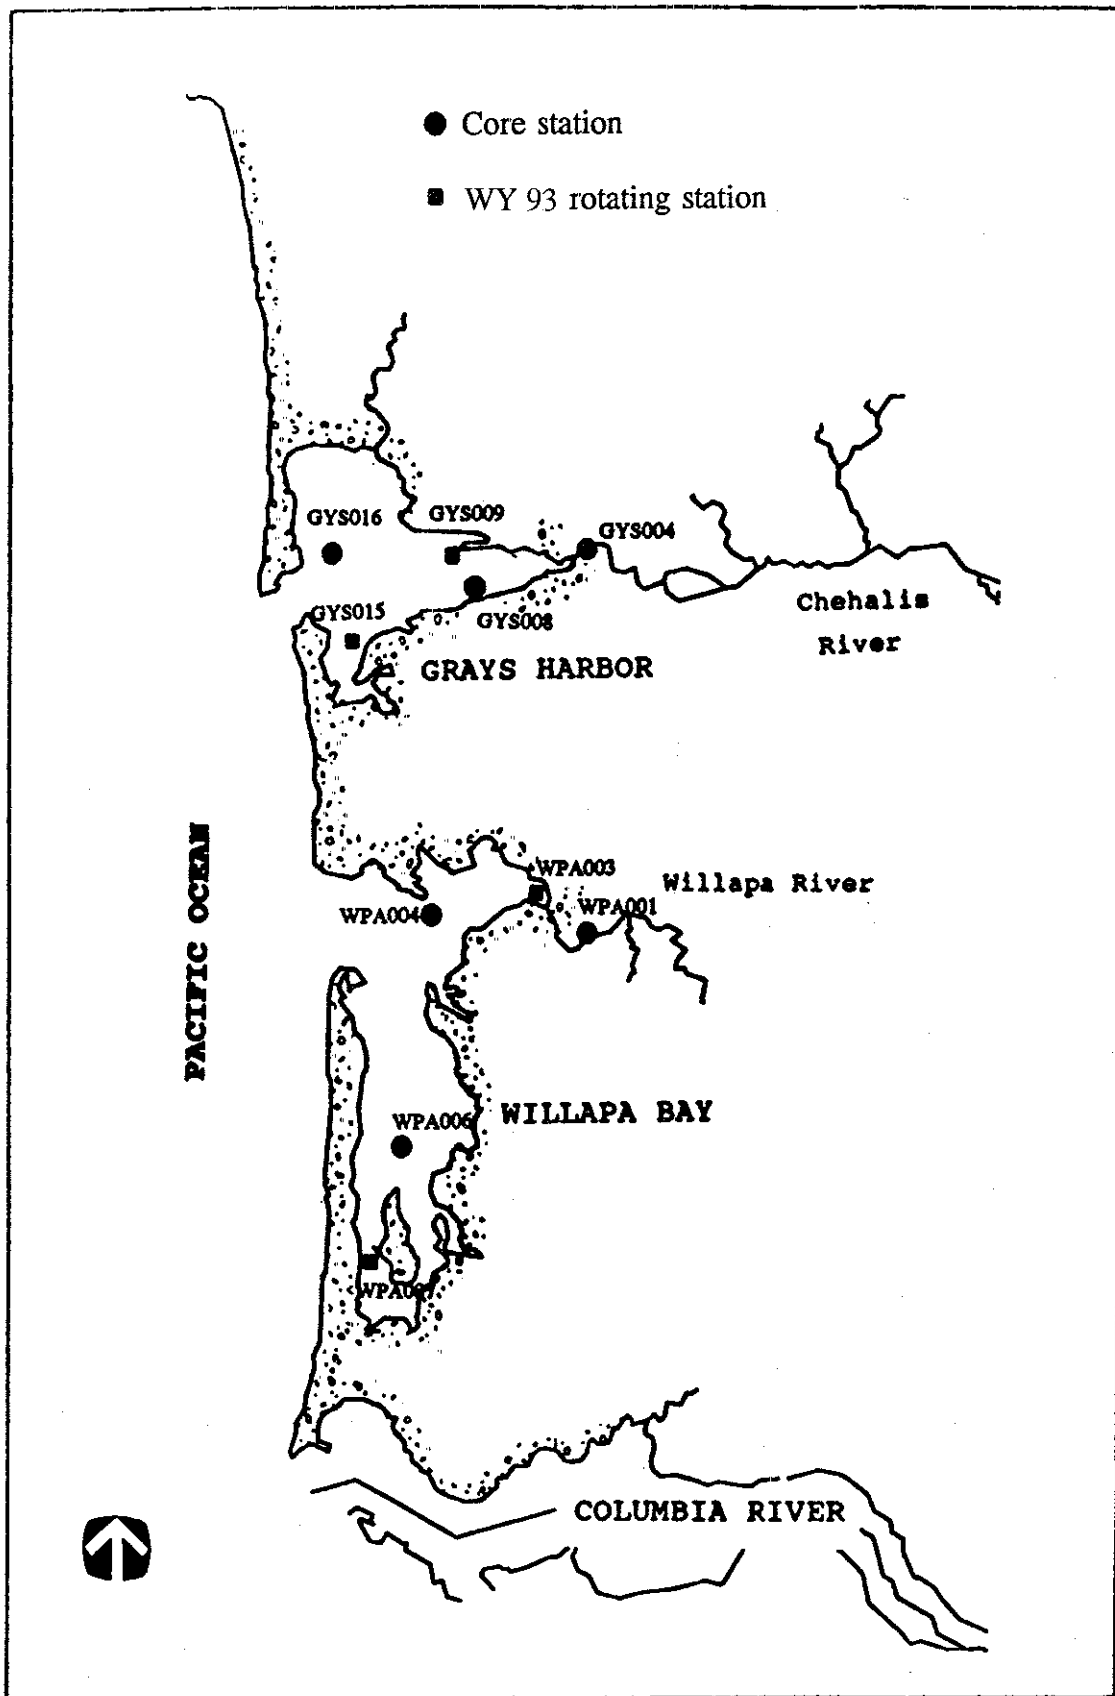 Core station
WY 93 rotating station
GYS016
GYS009
GYS004
Chehalis
River
GYS015
GYS008
GRAYS HARBOR
PACIFIC OCEAN
WPA003
Willapa River
WPA001
WPA004
WPA006
WILLAPA BAY
COLUMBIA RIVER